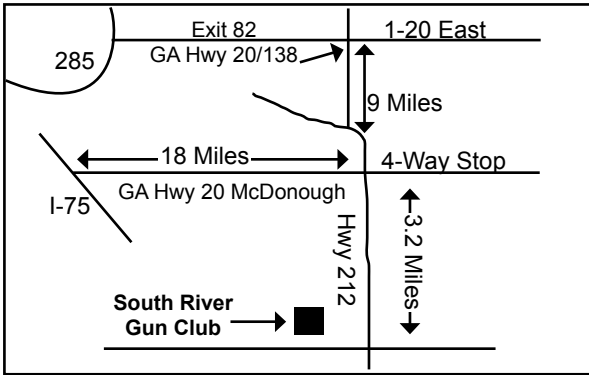 Exit 82
1-20 East
285
GA Hwy 20/138
9 Miles
18 Miles
4-Way Stop
GA Hwy 20 McDonough
I-75
Hwy 212
3.2 Miles
South River
Gun Club